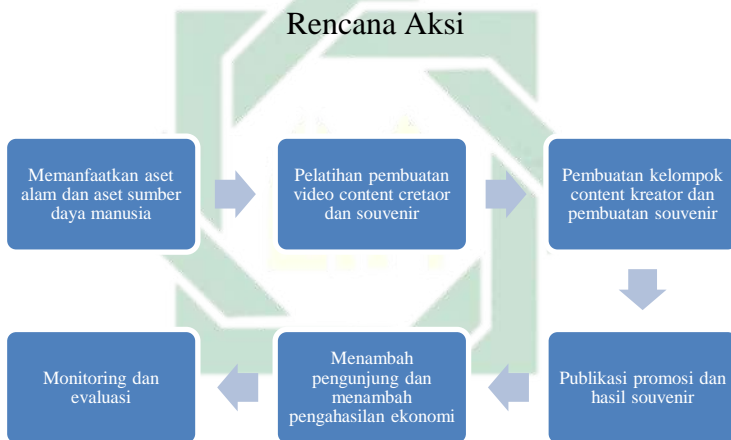 Rencana Aksi
Memanfaatkan aset
alam dan aset sumber
daya manusia
Pelatihan pembuatan
video content cretaor
dan souvenir
Pembuatan kelompok
content kreator dan
pembuatan souvenir
Publikasi promosi dan
hasil souvenir
Menambah
pengunjung dan
menambah
pengahasilan ekonomi
Monitoring dan
evaluasi